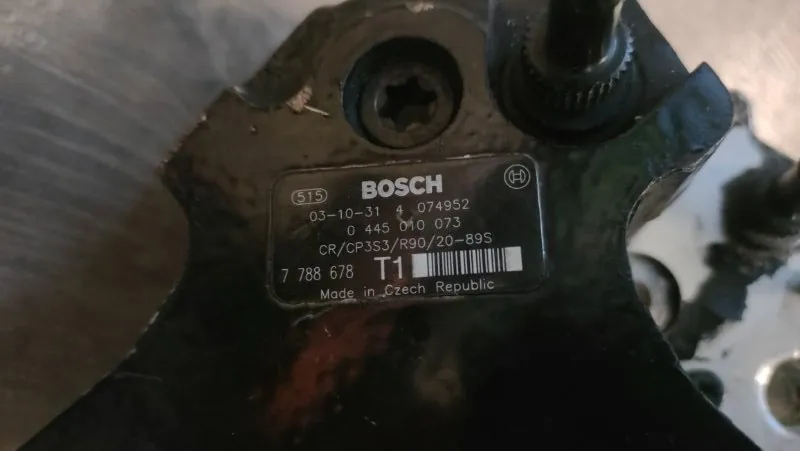 515 BOSCH
03-10-31 4 074952
0 445 010 073
CR/CP3S3/R90/20-89S
7 788 678 T1
Made in Czech Republic